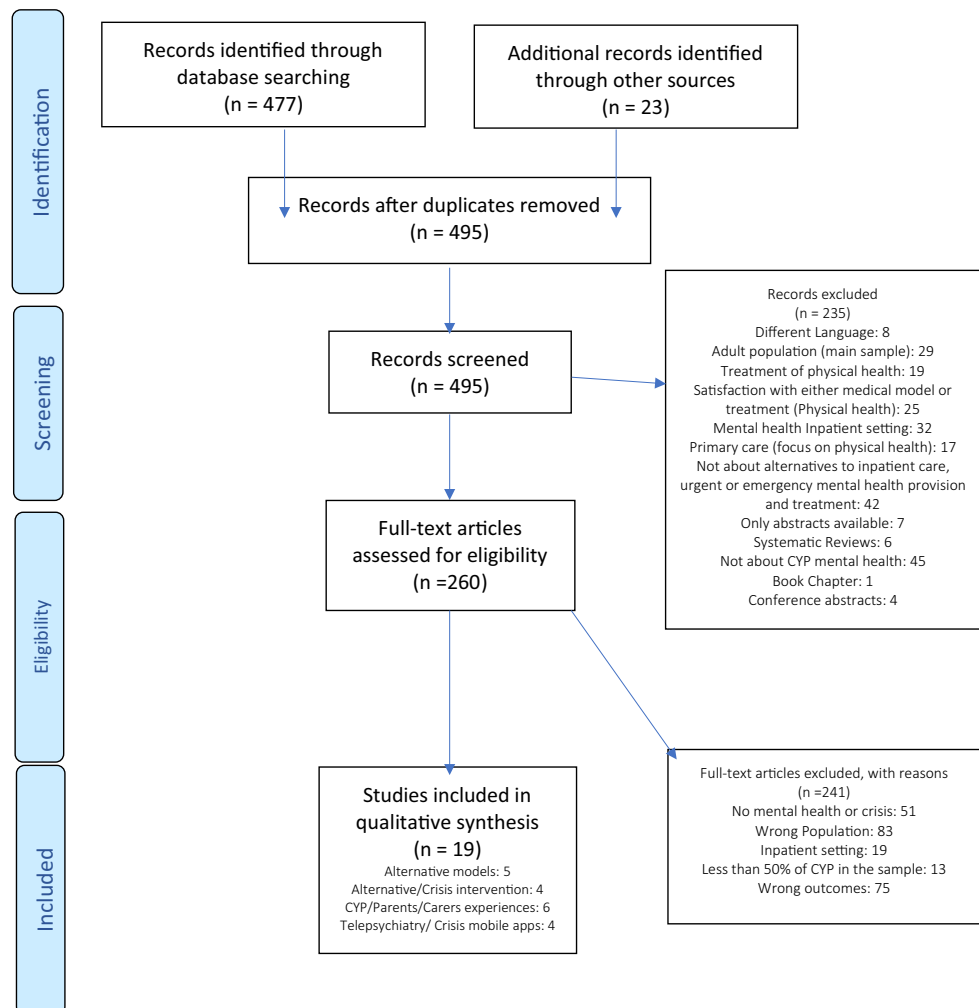 Identification
Records identified through
database searching
(n = 477)
Additional records identified
through other sources
(n = 23)
Records after duplicates removed
(n = 495)
Screening
Records screened
(n = 495)
Records excluded
(n = 235)
Different Language: 8
Adult population (main sample): 29
Treatment of physical health: 19
Satisfaction with either medical model or
treatment (Physical health): 25
Mental health Inpatient setting: 32
Primary care (focus on physical health): 17
Not about alternatives to inpatient care,
urgent or emergency mental health provision
and treatment: 42
Only abstracts available: 7
Systematic Reviews: 6
Not about CYP mental health: 45
Book Chapter: 1
Conference abstracts: 4
Eligibility
Full-text articles
assessed for eligibility
(n =260)
Full-text articles excluded, with reasons
(n =241)
No mental health or crisis: 51
Wrong Population: 83
Inpatient setting: 19
Less than 50% of CYP in the sample: 13
Wrong outcomes: 75
Included
Studies included in
qualitative synthesis
(n = 19)
Alternative models: 5
Alternative/Crisis intervention: 4
CYP/Parents/Carers experiences: 6
Telepsychiatry/ Crisis mobile apps: 4